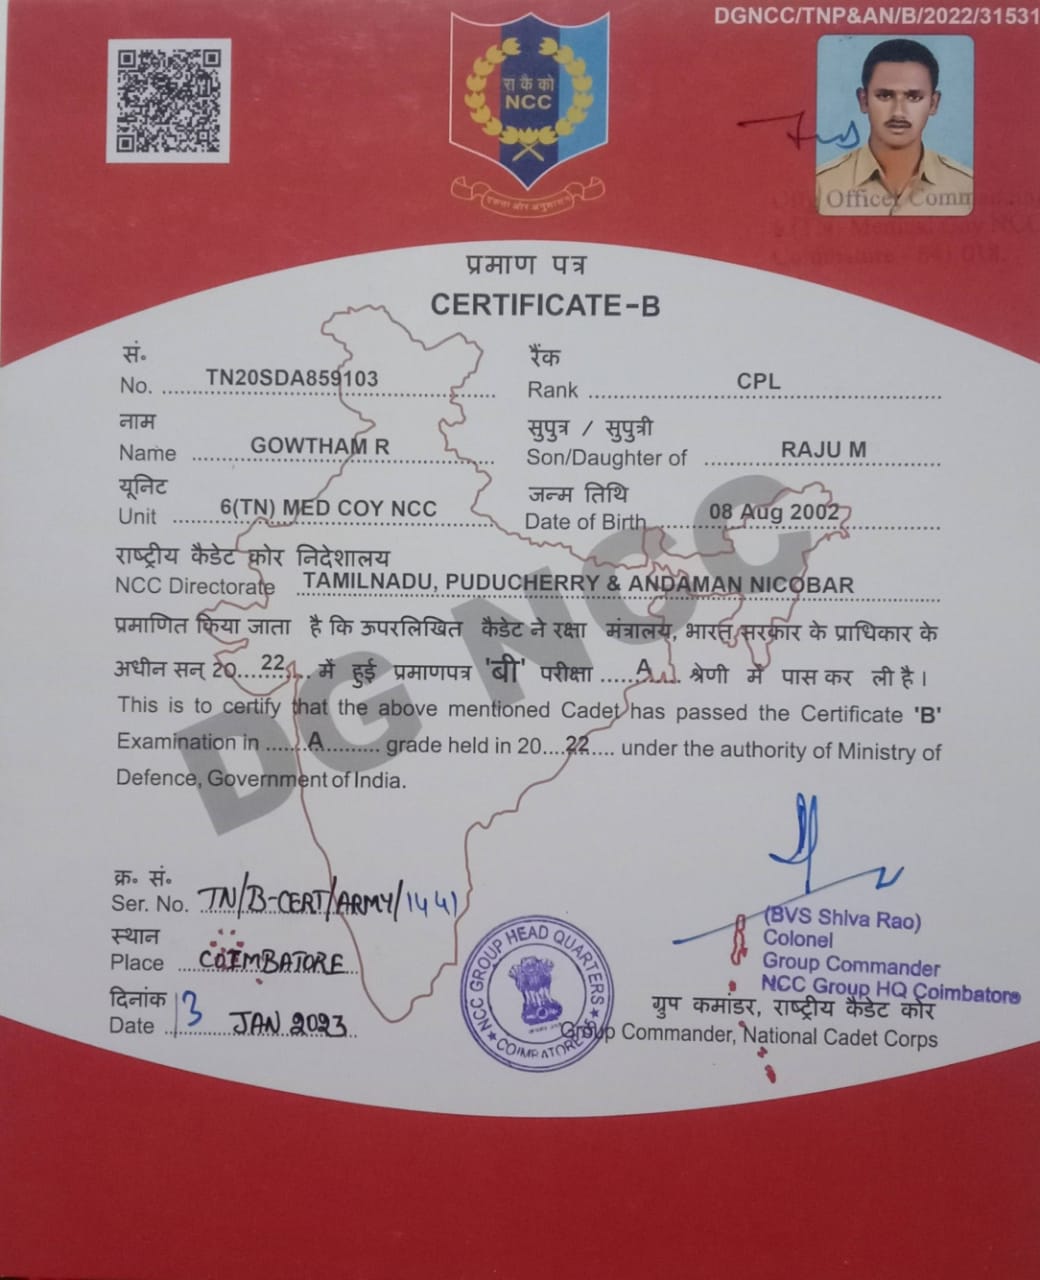 DGNCC/TNP&AN/B/2022/31531
रा कै को
NCC
एकता और अनुशासन
प्रमाण पत्र
CERTIFICATE-B
सं॰
No. TN20SDA859103
रैंक
Rank CPL
नाम
Name GOWTHAM R
सुपुत्र / सुपुत्री
Son/Daughter of RAJU M
यूनिट
Unit 6(TN) MED COY NCC
जन्म तिथि
Date of Birth 08 Aug 2002
राष्ट्रीय कैडेट कोर निदेशालय
NCC Directorate TAMILNADU, PUDUCHERRY & ANDAMAN NICOBAR
प्रमाणित किया जाता है कि ऊपरलिखित कैडेट ने रक्षा मंत्रालय, भारत सरकार के प्राधिकार के
अधीन सन् 20....22.... में हुई प्रमाणपत्र 'बी' परीक्षा ......A...... श्रेणी में पास कर ली है।
This is to certify that the above mentioned Cadet has passed the Certificate 'B'
Examination in ......A......... grade held in 20....22.... under the authority of Ministry of
Defence, Government of India.
DG NCC
क्र॰ सं॰
Ser. No. TN/B-CERT/ARMY/1441
स्थान
Place COIMBATORE
दिनांक
Date 13 JAN 2023
NCC GROUP HEAD QUARTERS
COIMBATORE
(BVS Shiva Rao)
Colonel
Group Commander
NCC Group HQ Coimbatore
ग्रुप कमांडर, राष्ट्रीय कैडेट कोर
Group Commander, National Cadet Corps